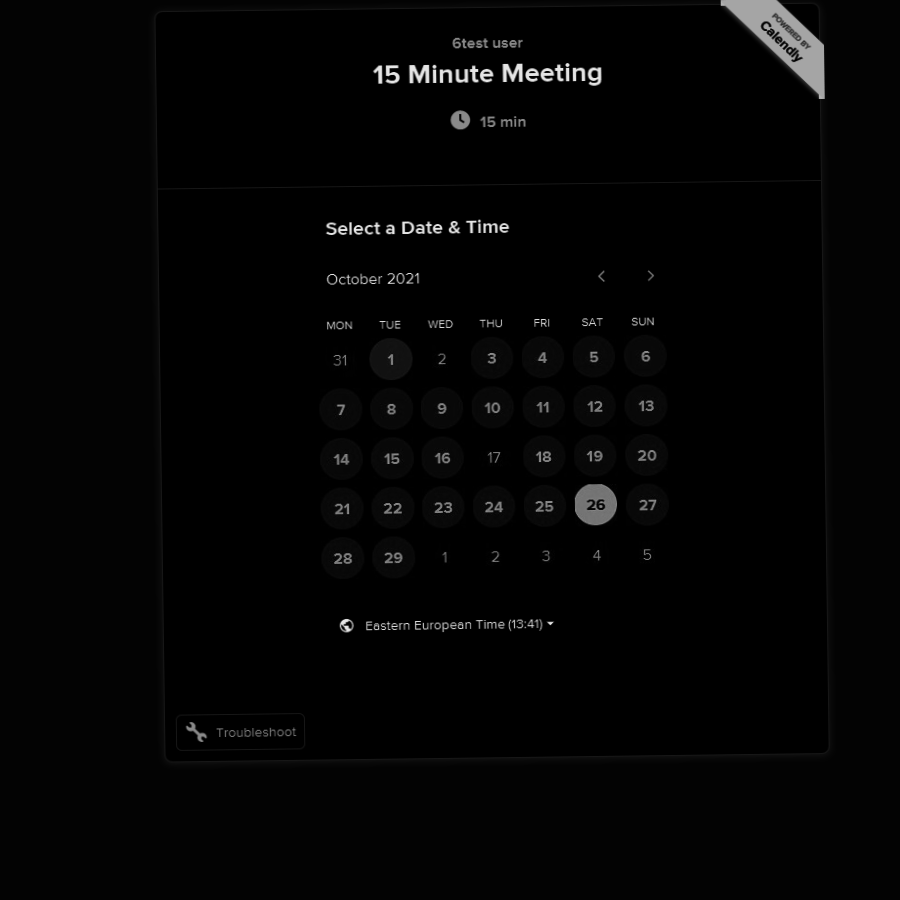 POWERED BY
Calendly
6test user
15 Minute Meeting
15 min
Select a Date & Time
October 2021
MON TUE WED THU FRI SAT SUN
31 1 2 3 4 5 6
7 8 9 10 11 12 13
14 15 16 17 18 19 20
21 22 23 24 25 26 27
28 29 1 2 3 4 5
Eastern European Time (13:41)
Troubleshoot